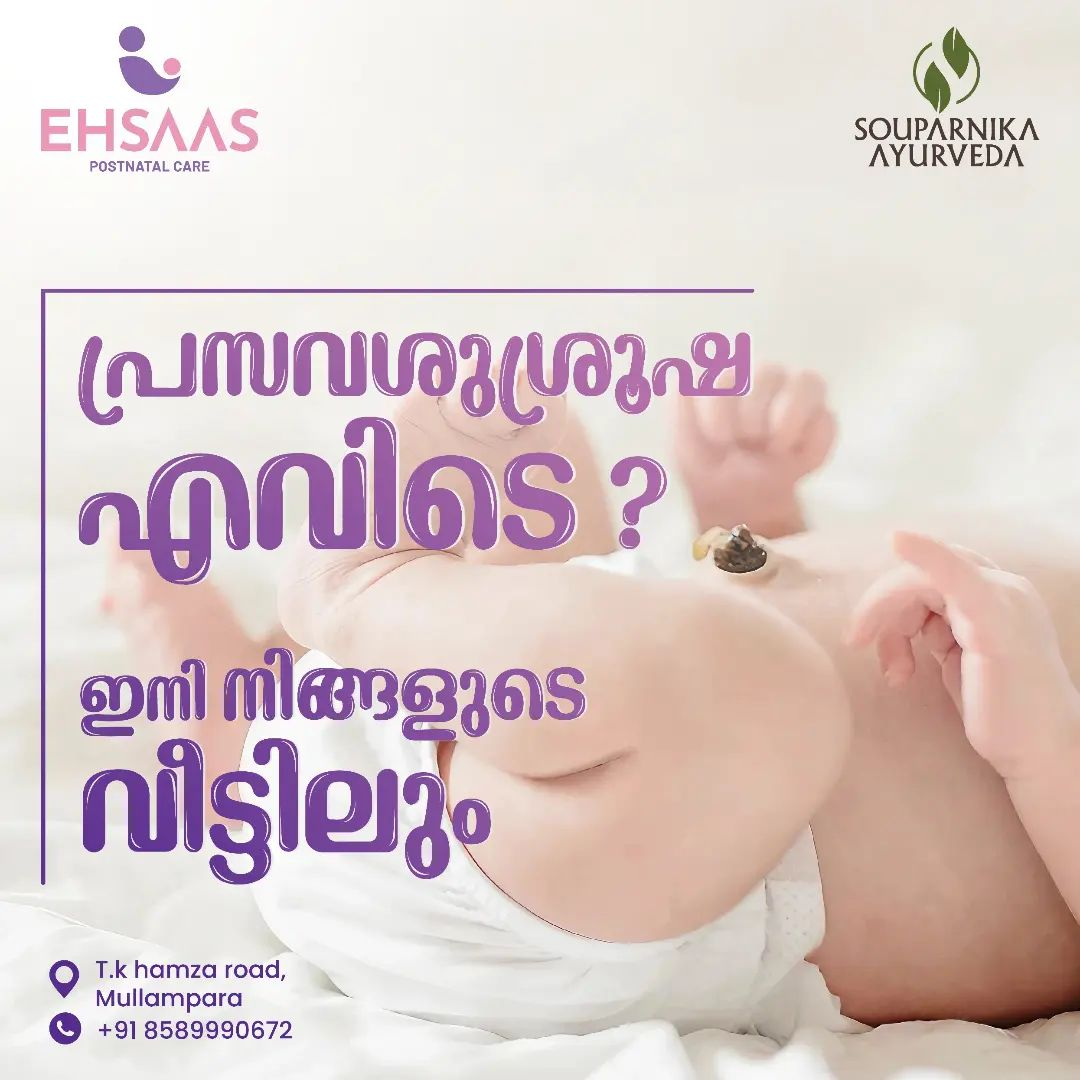 EHSAAS
POSTNATAL CARE
SOUPARNIKA
AYURVEDA
പ്രസവശുശ്രൂഷ
എവിടെ ?
ഇനി നിങ്ങളുടെ
വീട്ടിലും
T.k hamza road,
Mullampara
+91 8589990672